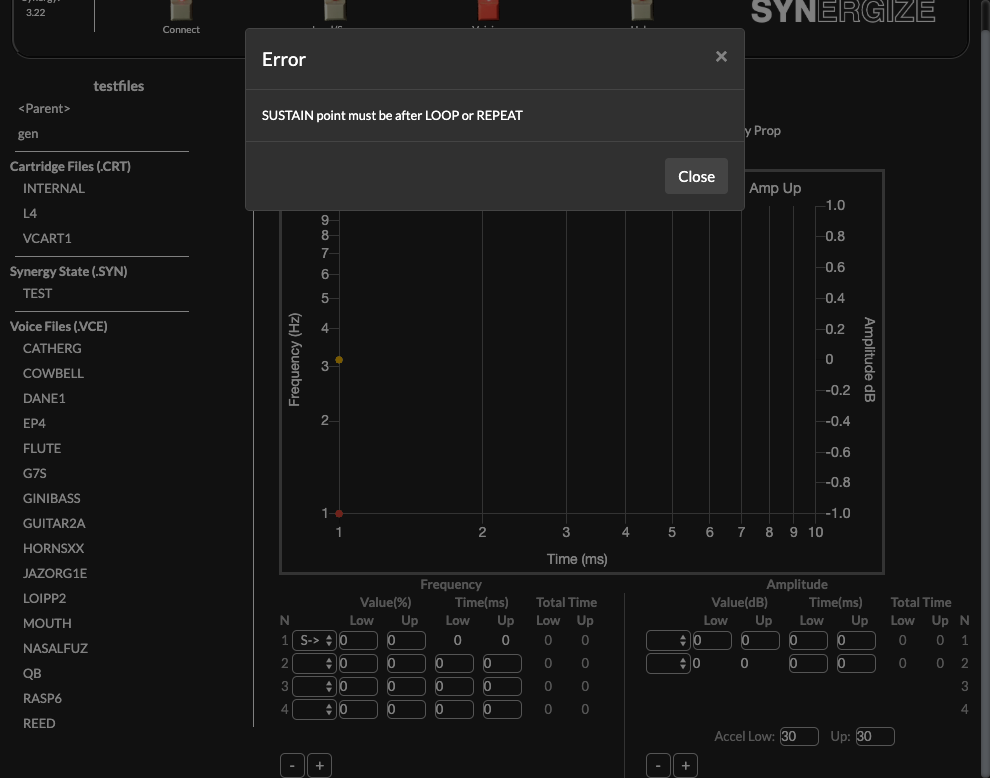 3.22
Connect
SYNERGIZE
Error
×
SUSTAIN point must be after LOOP or REPEAT
Close
testfiles
<Parent>
gen
Cartridge Files (.CRT)
INTERNAL
L4
VCART1
Synergy State (.SYN)
TEST
Voice Files (.VCE)
CATHERG
COWBELL
DANE1
EP4
FLUTE
G7S
GINIBASS
GUITAR2A
HORNSXX
JAZORG1E
LOIPP2
MOUTH
NASALFUZ
QB
RASP6
REED
y Prop
Amp Up
9
8
7
6
5
4
3
2
1
Frequency (Hz)
1 2 3 4 5 6 7 8 9 10
Time (ms)
1.0
0.8
0.6
0.4
0.2
0
-0.2
-0.4
-0.6
-0.8
-1.0
Amplitude dB
Frequency
Value(%) Time(ms) Total Time
N Low Up Low Up Low Up
1 S-> 0 0 0 0 0 0
2 0 0 0 0 0 0
3 0 0 0 0 0 0
4 0 0 0 0 0 0
- +
Amplitude
Value(dB) Time(ms) Total Time
Low Up Low Up Low Up N
0 0 0 0 0 0 1
0 0 0 0 0 0 2
3
4
Accel Low: 30 Up: 30
- +